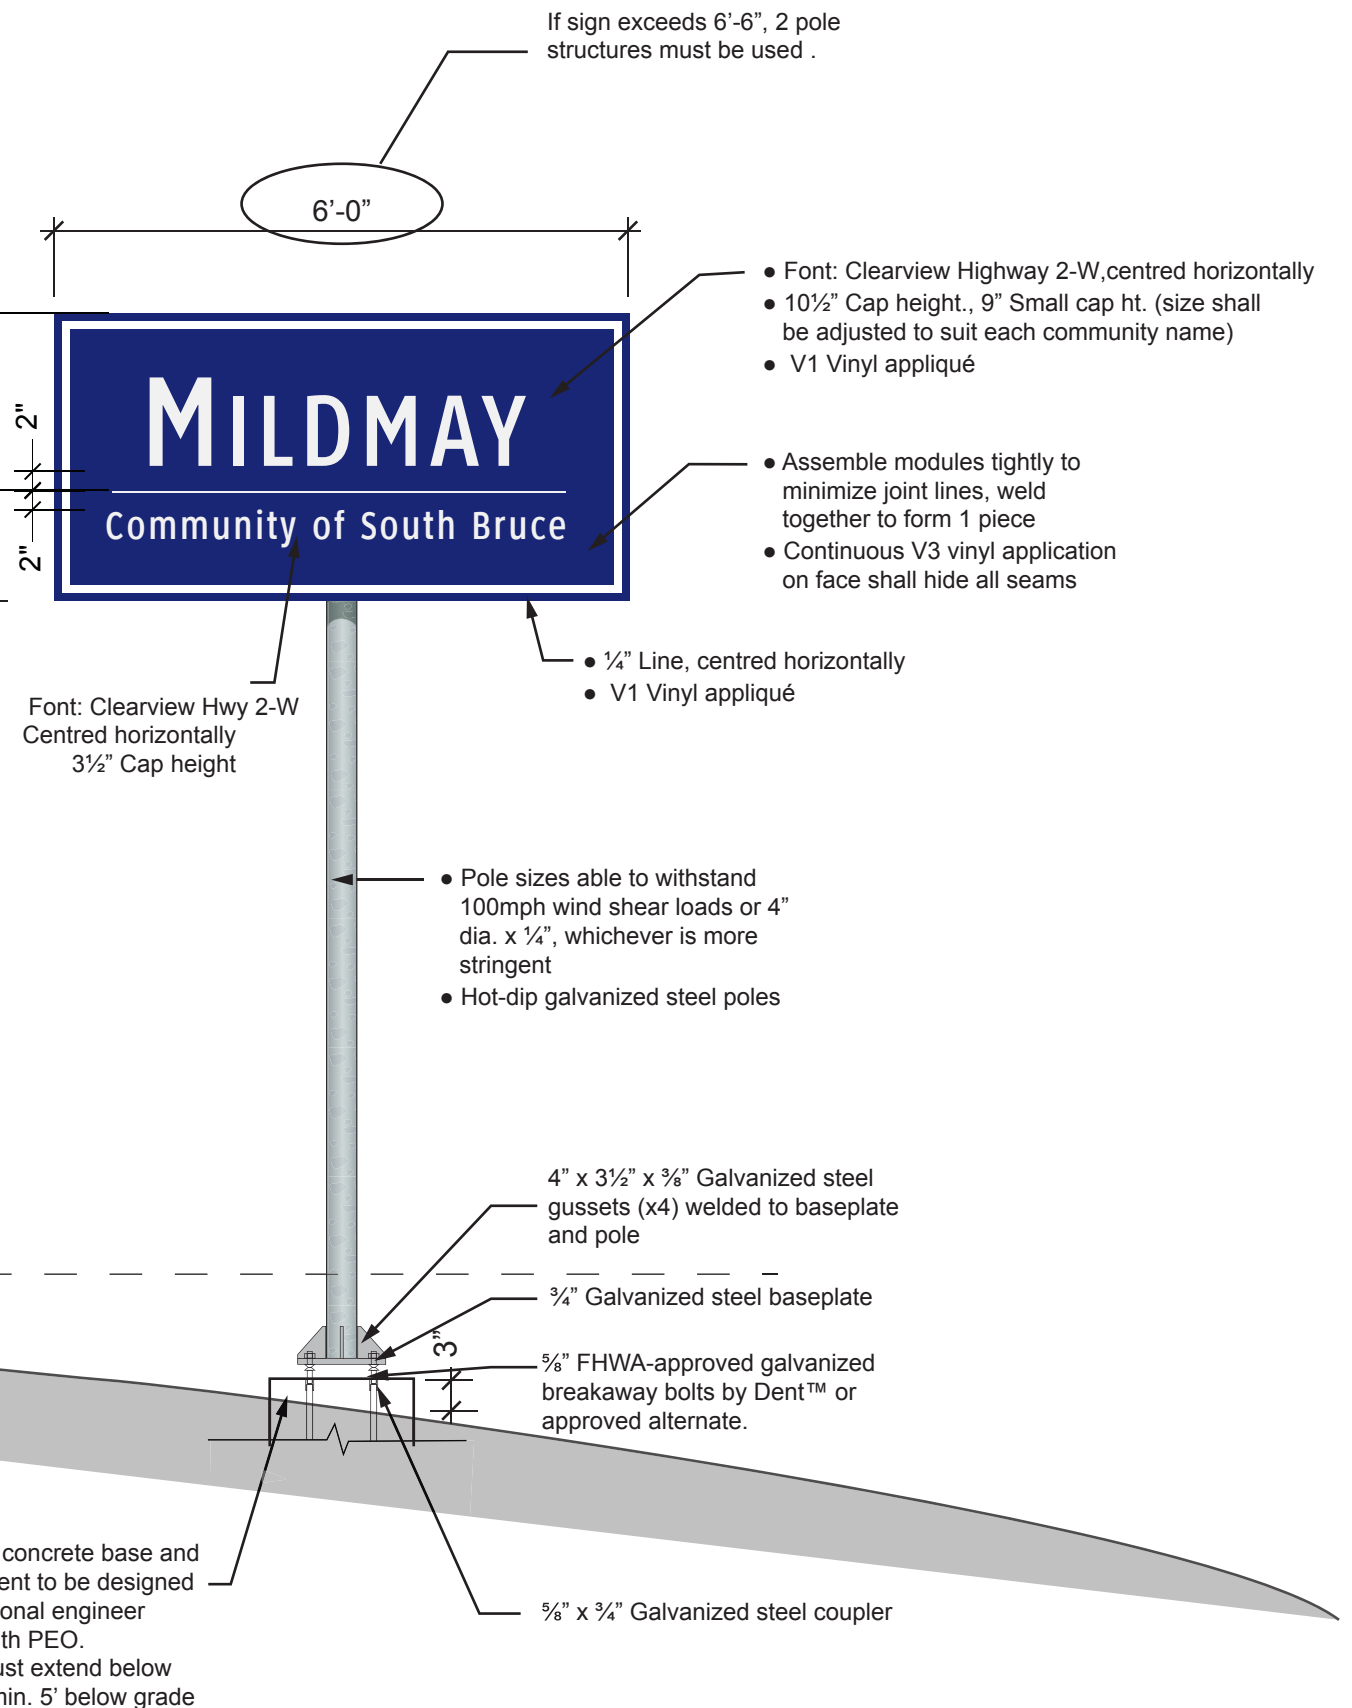 If sign exceeds 6’-6”, 2 pole
structures must be used .
6’-0”
● Font: Clearview Highway 2-W,centred horizontally
● 10½” Cap height., 9” Small cap ht. (size shall
be adjusted to suit each community name)
● V1 Vinyl appliqué
MILDMAY
2"
2"
Community of South Bruce
● Assemble modules tightly to
minimize joint lines, weld
together to form 1 piece
● Continuous V3 vinyl application
on face shall hide all seams
● ¼” Line, centred horizontally
● V1 Vinyl appliqué
Font: Clearview Hwy 2-W
Centred horizontally
3½” Cap height
● Pole sizes able to withstand
100mph wind shear loads or 4”
dia. x ¼”, whichever is more
stringent
● Hot-dip galvanized steel poles
4” x 3½” x ⅜” Galvanized steel
gussets (x4) welded to baseplate
and pole
¾” Galvanized steel baseplate
3”
⅝” FHWA-approved galvanized
breakaway bolts by Dent™ or
approved alternate.
concrete base and
ent to be designed
onal engineer
th PEO.
ust extend below
min. 5’ below grade
⅝” x ¾” Galvanized steel coupler